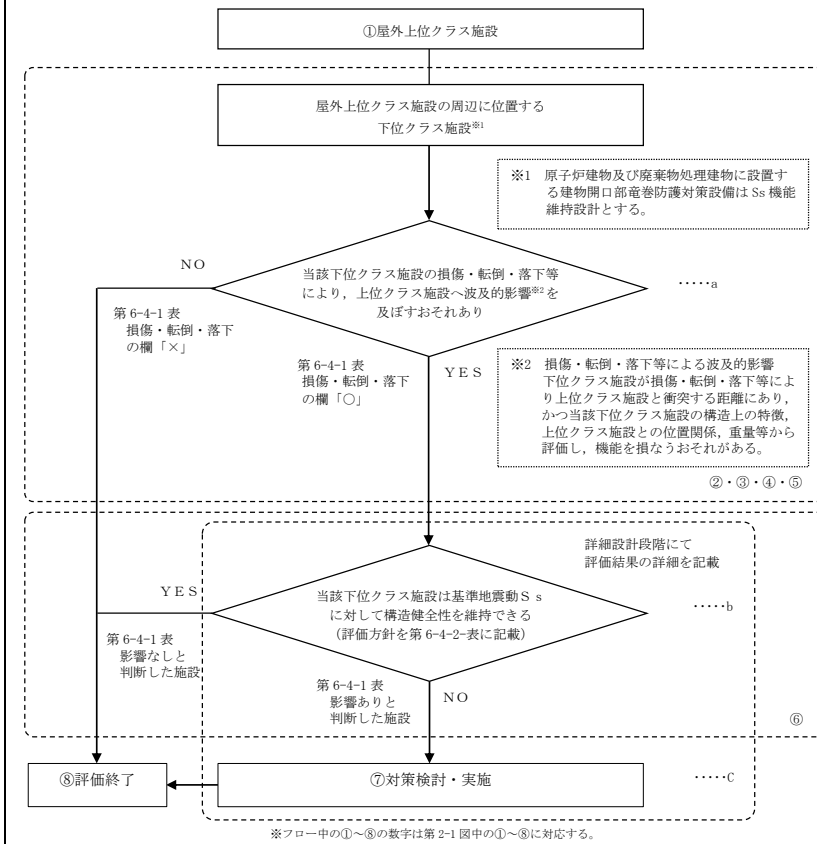 ①屋外上位クラス施設
屋外上位クラス施設の周辺に位置する
下位クラス施設※1
※1 原子炉建物及び廃棄物処理建物に設置す
る建物開口部竜巻防護対策設備は Ss 機能
維持設計とする。
NO
当該下位クラス施設の損傷・転倒・落下等
により，上位クラス施設へ波及的影響※2 を
及ぼすおそれあり
‥‥‥a
第 6-4-1 表
損傷・転倒・落下
の欄「×」
第 6-4-1 表
損傷・転倒・落下
の欄「○」
YES
※2 損傷・転倒・落下等による波及的影響
下位クラス施設が損傷・転倒・落下等によ
り上位クラス施設と衝突する距離にあり，
かつ当該下位クラス施設の構造上の特徴，
上位クラス施設との位置関係，重量等から
評価し，機能を損なうおそれがある。
②・③・④・⑤
詳細設計段階にて
評価結果の詳細を記載
YES
当該下位クラス施設は基準地震動Ｓｓ
に対して構造健全性を維持できる
(評価方針を第 6-4-2-表に記載)
‥‥‥b
第 6-4-1 表
影響なしと
判断した施設
第 6-4-1 表
影響ありと
判断した施設
NO
⑥
⑧評価終了
⑦対策検討・実施
‥‥‥C
※フロー中の①～⑧の数字は第 2-1 図中の①～⑧に対応する。